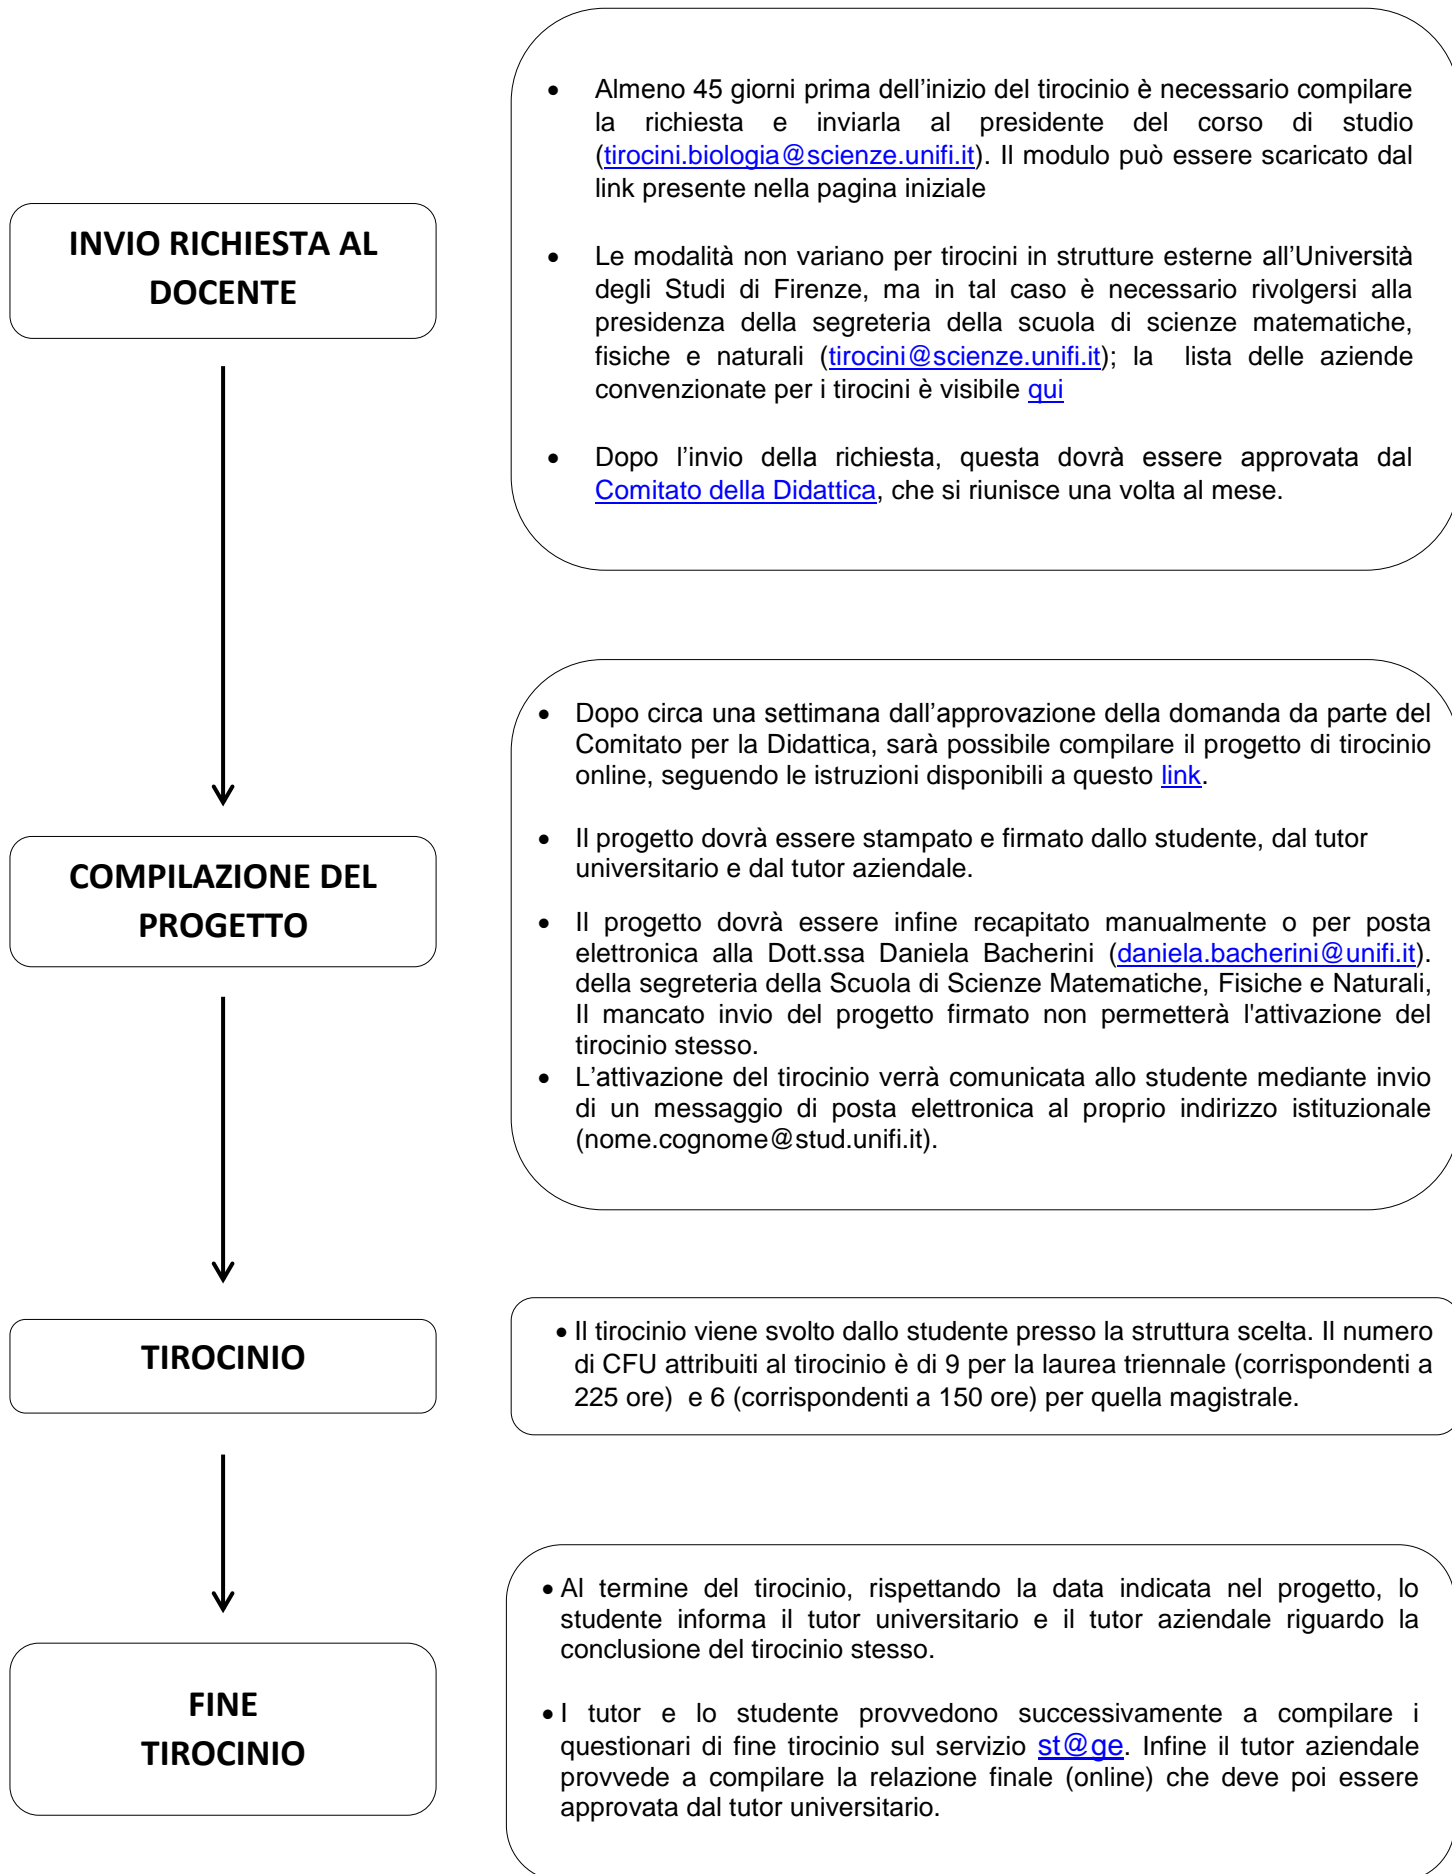 INVIO RICHIESTA AL
DOCENTE
• Almeno 45 giorni prima dell’inizio del tirocinio è necessario compilare
la richiesta e inviarla al presidente del corso di studio
(tirocini.biologia@scienze.unifi.it). Il modulo può essere scaricato dal
link presente nella pagina iniziale
• Le modalità non variano per tirocini in strutture esterne all’Università
degli Studi di Firenze, ma in tal caso è necessario rivolgersi alla
presidenza della segreteria della scuola di scienze matematiche,
fisiche e naturali (tirocini@scienze.unifi.it); la lista delle aziende
convenzionate per i tirocini è visibile qui
• Dopo l’invio della richiesta, questa dovrà essere approvata dal
Comitato della Didattica, che si riunisce una volta al mese.
COMPILAZIONE DEL
PROGETTO
• Dopo circa una settimana dall’approvazione della domanda da parte del
Comitato per la Didattica, sarà possibile compilare il progetto di tirocinio
online, seguendo le istruzioni disponibili a questo link.
• Il progetto dovrà essere stampato e firmato dallo studente, dal tutor
universitario e dal tutor aziendale.
• Il progetto dovrà essere infine recapitato manualmente o per posta
elettronica alla Dott.ssa Daniela Bacherini (daniela.bacherini@unifi.it).
della segreteria della Scuola di Scienze Matematiche, Fisiche e Naturali,
Il mancato invio del progetto firmato non permetterà l'attivazione del
tirocinio stesso.
• L’attivazione del tirocinio verrà comunicata allo studente mediante invio
di un messaggio di posta elettronica al proprio indirizzo istituzionale
(nome.cognome@stud.unifi.it).
TIROCINIO
• Il tirocinio viene svolto dallo studente presso la struttura scelta. Il numero
di CFU attribuiti al tirocinio è di 9 per la laurea triennale (corrispondenti a
225 ore) e 6 (corrispondenti a 150 ore) per quella magistrale.
FINE
TIROCINIO
• Al termine del tirocinio, rispettando la data indicata nel progetto, lo
studente informa il tutor universitario e il tutor aziendale riguardo la
conclusione del tirocinio stesso.
• I tutor e lo studente provvedono successivamente a compilare i
questionari di fine tirocinio sul servizio st@ge. Infine il tutor aziendale
provvede a compilare la relazione finale (online) che deve poi essere
approvata dal tutor universitario.